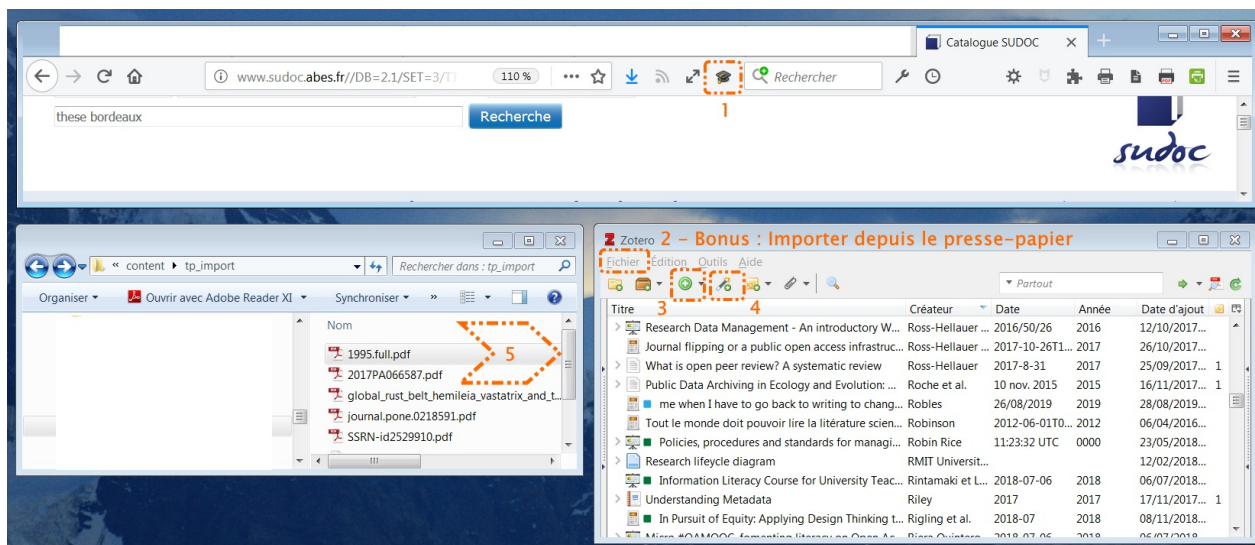 Catalogue SUDOC
www.sudoc.abes.fr//DB=2.1/SET=3/T 110 % Rechercher
1
these bordeaux Recherche
sudoc
content tp_import Rechercher dans : tp_import
Organiser Ouvrir avec Adobe Reader XI Synchroniser »
Nom
1995.full.pdf
2017PA066587.pdf
global_rust_belt_hemileia_vastatrix_and_t...
journal.pone.0218591.pdf
SSRN-id2529910.pdf
5
Zotero 2 – Bonus : Importer depuis le presse-papier
Fichier Édition Outils Aide
Partout
3 4
Titre Créateur Date Année Date d'ajout
Research Data Management - An introductory W... Ross-Hellauer ... 2016/50/26 2016 12/10/2017...
Journal flipping or a public open access infrastruc... Ross-Hellauer ... 2017-10-26T1... 2017 26/10/2017...
What is open peer review? A systematic review Ross-Hellauer 2017-8-31 2017 25/09/2017... 1
Public Data Archiving in Ecology and Evolution: ... Roche et al. 10 nov. 2015 2015 16/11/2017... 1
me when I have to go back to writing to chang... Robles 26/08/2019 2019 28/08/2019...
Tout le monde doit pouvoir lire la litérature scien... Robinson 2012-06-01T0... 2012 06/04/2016...
Policies, procedures and standards for managi... Robin Rice 11:23:32 UTC 0000 23/05/2018...
Research lifeycle diagram RMIT Universit... 12/02/2018...
Information Literacy Course for University Teac... Rintamaki et L... 2018-07-06 2018 06/07/2018...
Understanding Metadata Riley 2017 2017 17/11/2017... 1
In Pursuit of Equity: Applying Design Thinking t... Rigling et al. 2018-07 2018 08/11/2018...